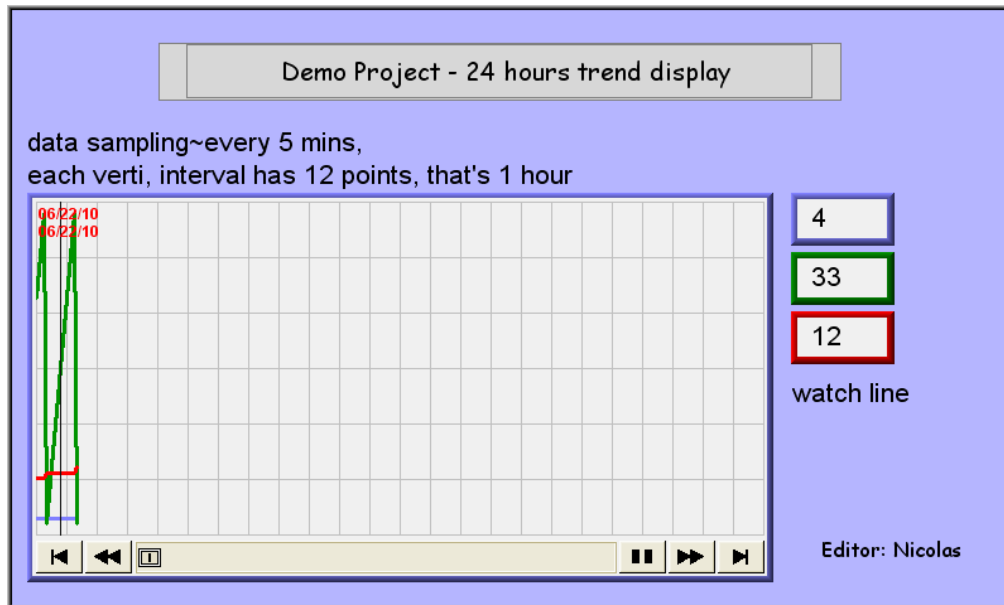 Demo Project - 24 hours trend display
data sampling~every 5 mins,
each verti, interval has 12 points, that's 1 hour
06/22/10
06/22/10
4
33
12
watch line
Editor: Nicolas